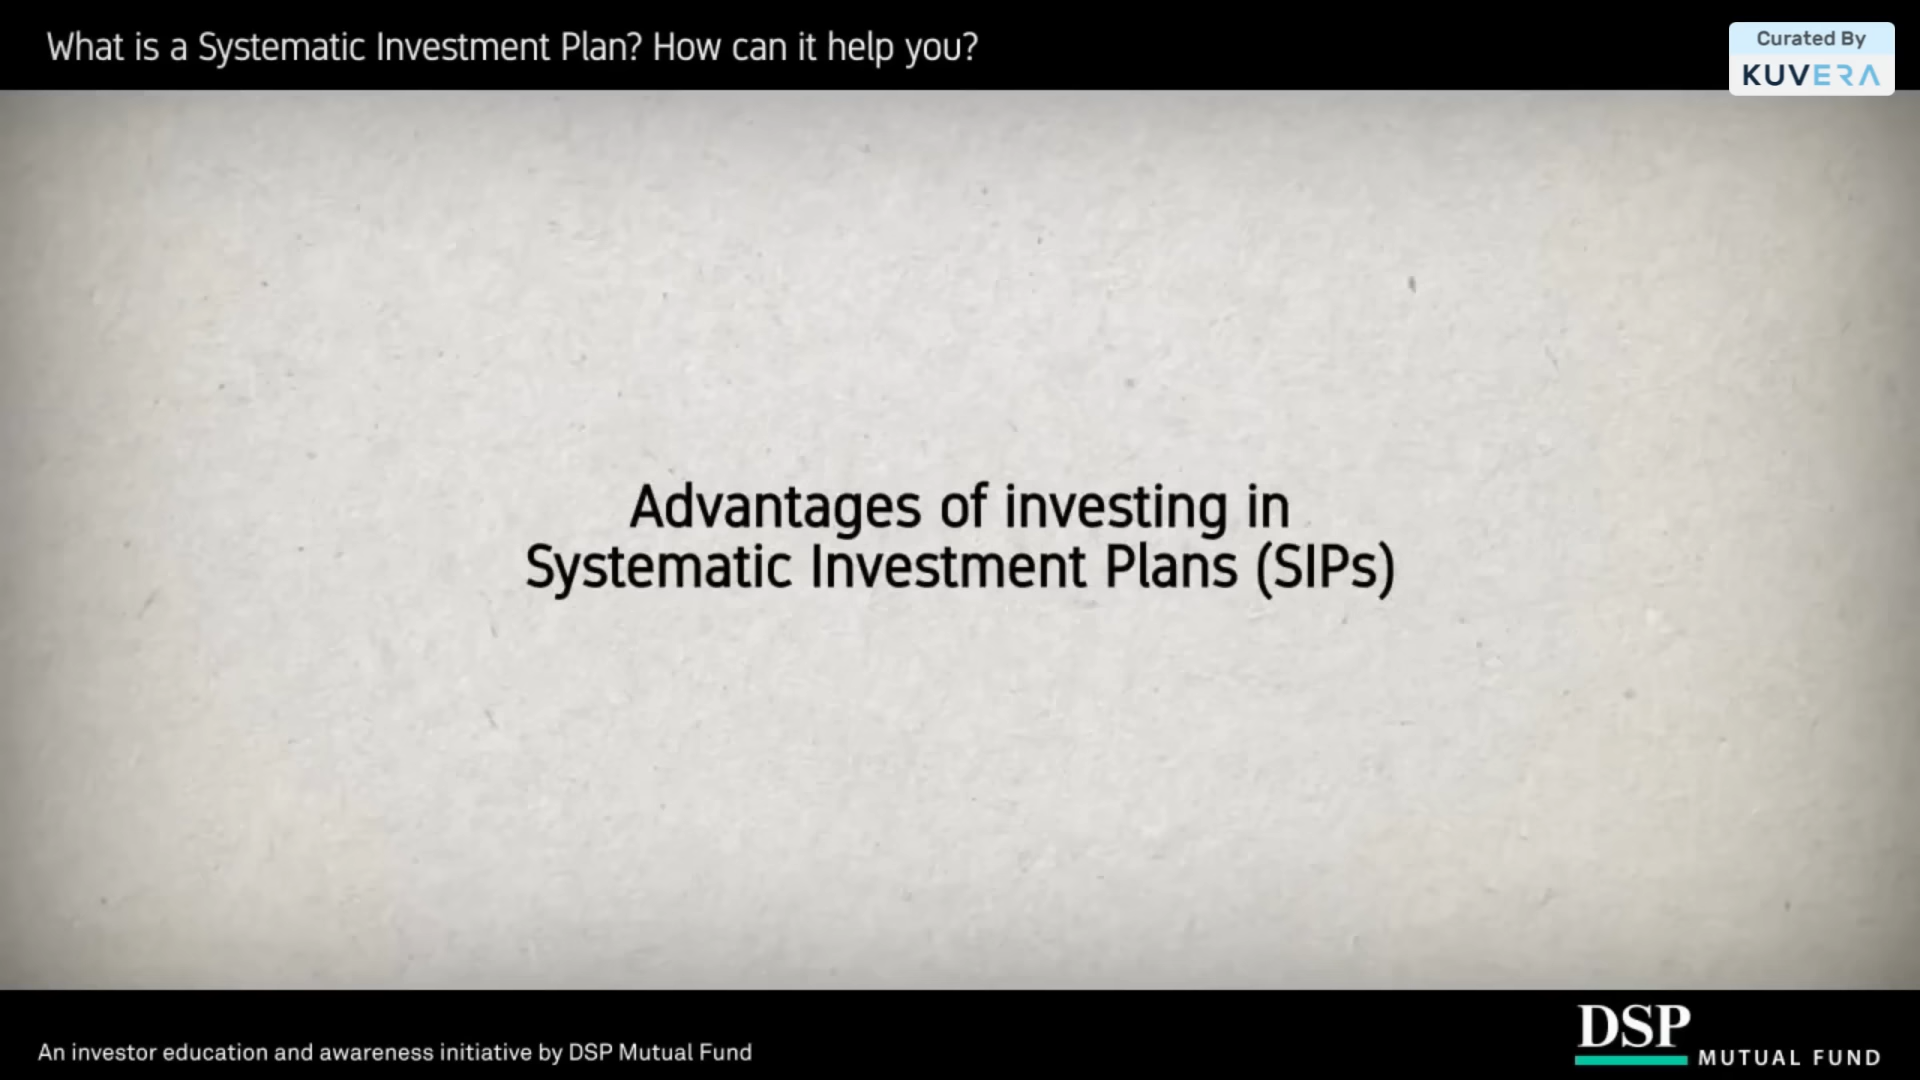 What is a Systematic Investment Plan? How can it help you?
Curated By
KUVERA
Advantages of investing in
Systematic Investment Plans (SIPs)
An investor education and awareness initiative by DSP Mutual Fund
DSP
MUTUAL FUND